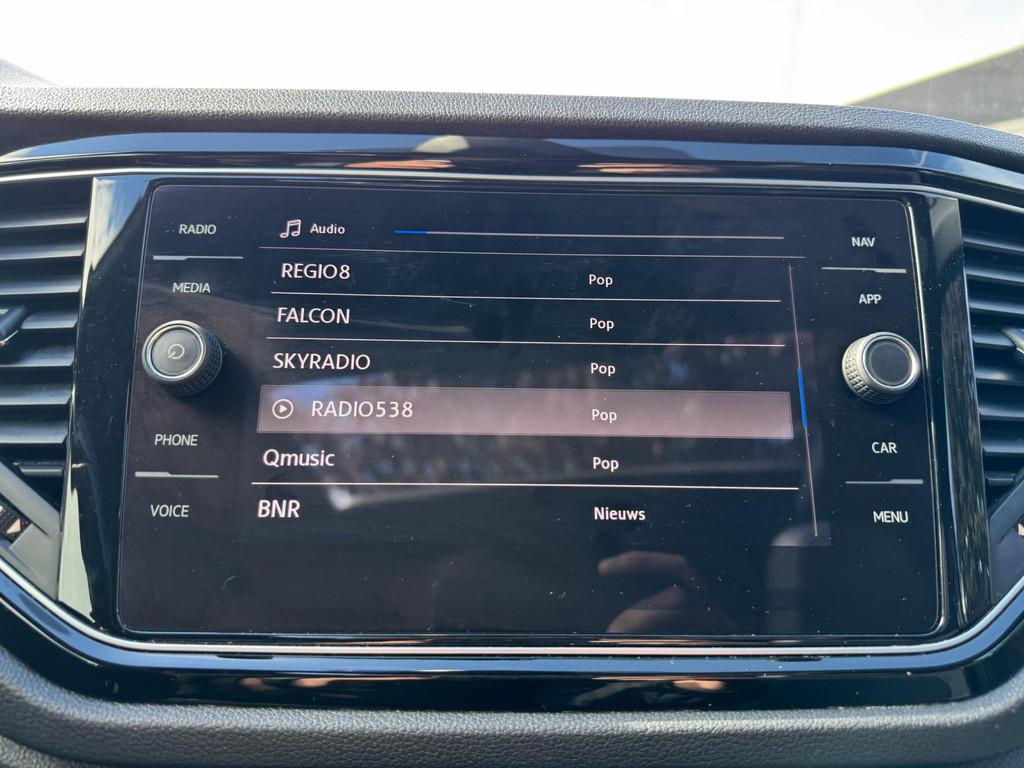 RADIO
MEDIA
PHONE
VOICE
Audio
REGIO8 Pop
FALCON Pop
SKYRADIO Pop
RADIO538 Pop
Qmusic Pop
BNR Nieuws
NAV
APP
CAR
MENU